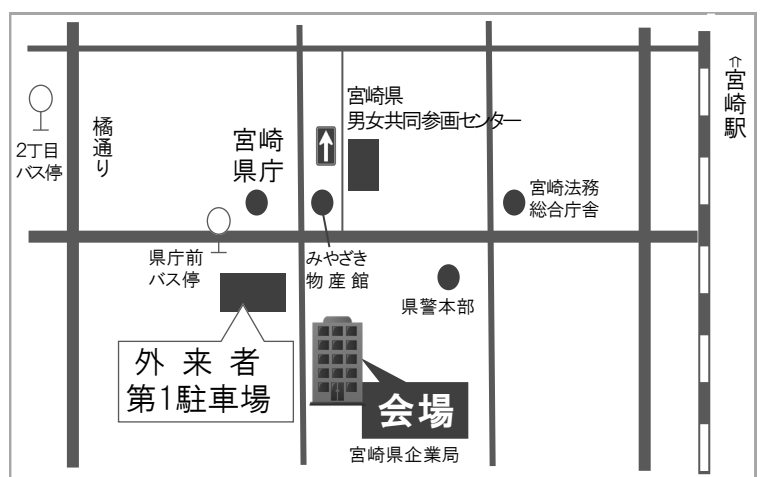 ⇑宮崎駅
宮崎県
男女共同参画センター
2丁目
バス停
橘通り
宮崎
県庁
宮崎法務
総合庁舎
県庁前
バス停
みやざき
物産館
県警本部
外来者
第1駐車場
会場
宮崎県企業局